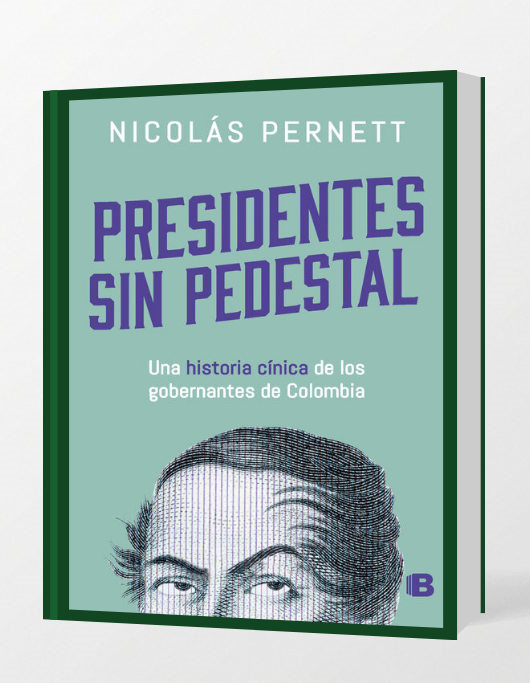 NICOLÁS PERNETT
PRESIDENTES
SIN PEDESTAL
Una historia cínica de los
gobernantes de Colombia
B